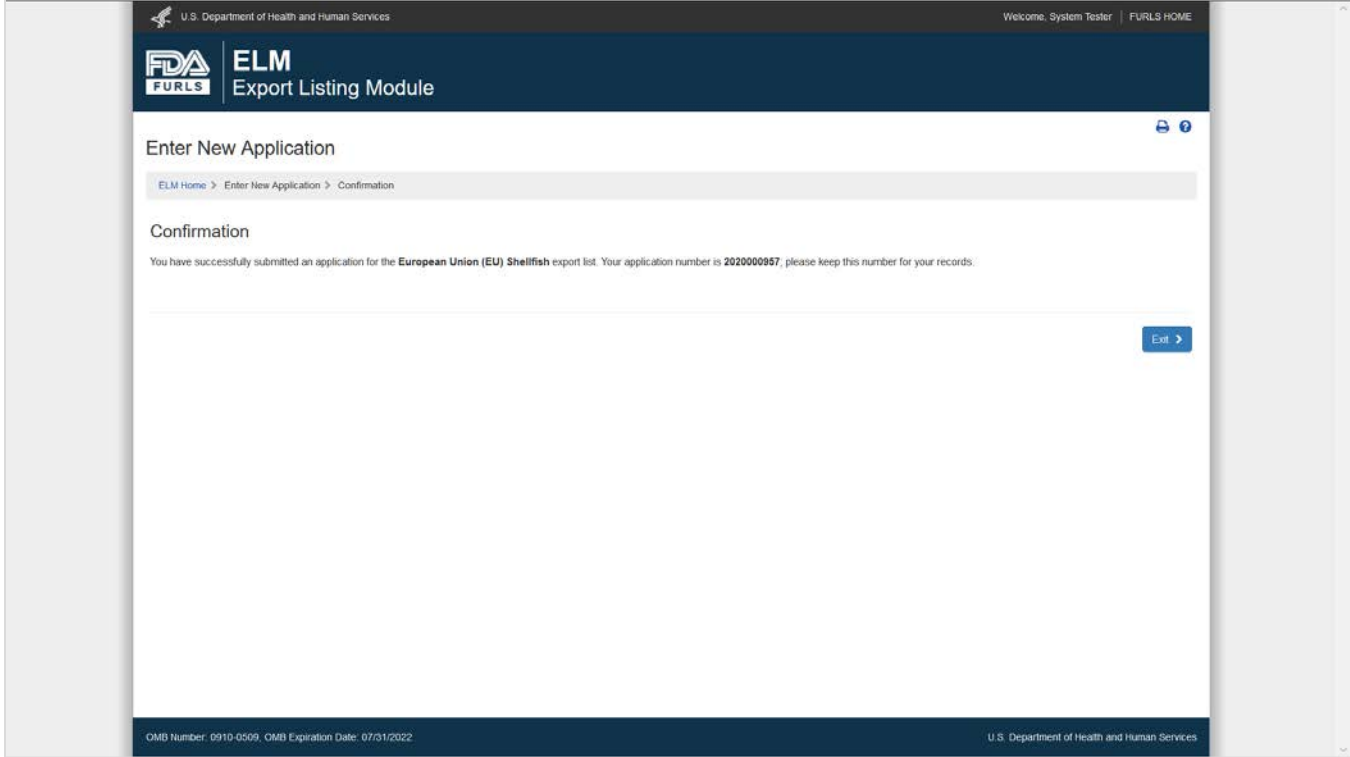 U.S. Department of Health and Human Services
Welcome, System Tester | FURLS HOME
FDA
FURLS
ELM
Export Listing Module
Enter New Application
ELM Home > Enter New Application > Confirmation
Confirmation
You have successfully submitted an application for the European Union (EU) Shellfish export list. Your application number is 2020000957; please keep this number for your records.
Exit >
OMB Number: 0910-0509, OMB Expiration Date: 07/31/2022
U.S. Department of Health and Human Services